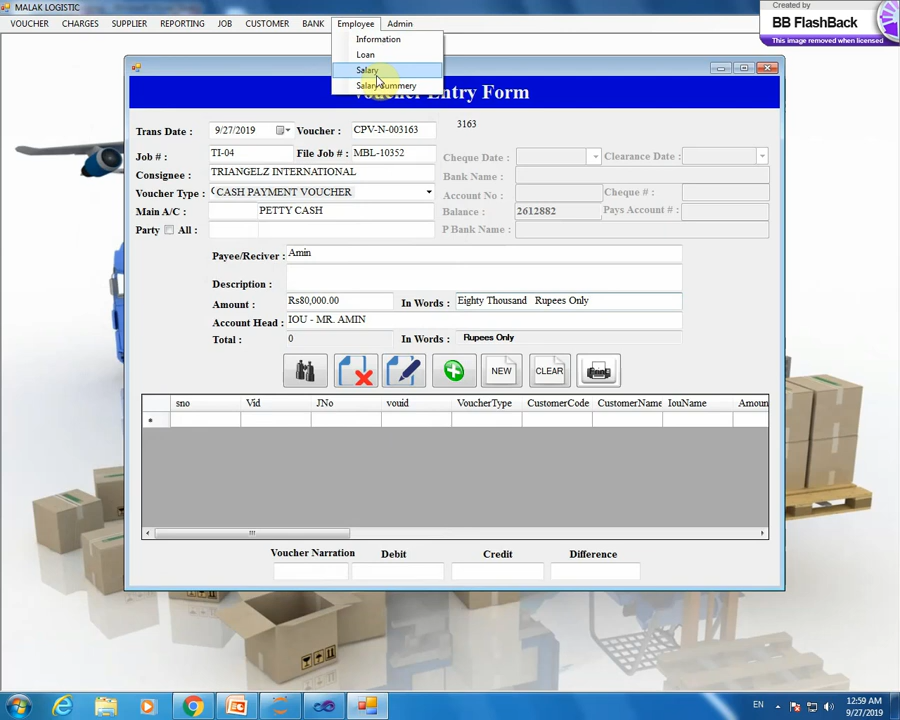 MALAK LOGISTIC
Created by
BB FlashBack
This image removed when licensed
VOUCHER CHARGES SUPPLIER REPORTING JOB CUSTOMER BANK Employee Admin
Information
Loan
Salary
Salary Summery
Voucher Entry Form
Trans Date : 9/27/2019 Voucher : CPV-N-003163 3163
Job # : TI-04 File Job # : MBL-10352 Cheque Date : Clearance Date :
Consignee : TRIANGELZ INTERNATIONAL Bank Name :
Voucher Type : CASH PAYMENT VOUCHER Account No : Cheque # :
Main A/C : PETTY CASH Balance : 2612882 Pays Account # :
Party All : P Bank Name :
Payee/Reciver : Amin
Description :
Amount : Rs80,000.00 In Words : Eighty Thousand Rupees Only
Account Head : IOU - MR. AMIN
Total : 0 In Words : Rupees Only
NEW CLEAR
sno Vid JNo vouid VoucherType CustomerCode CustomerName IouName Amoun
*
Voucher Narration Debit Credit Difference
EN 12:59 AM
9/27/2019